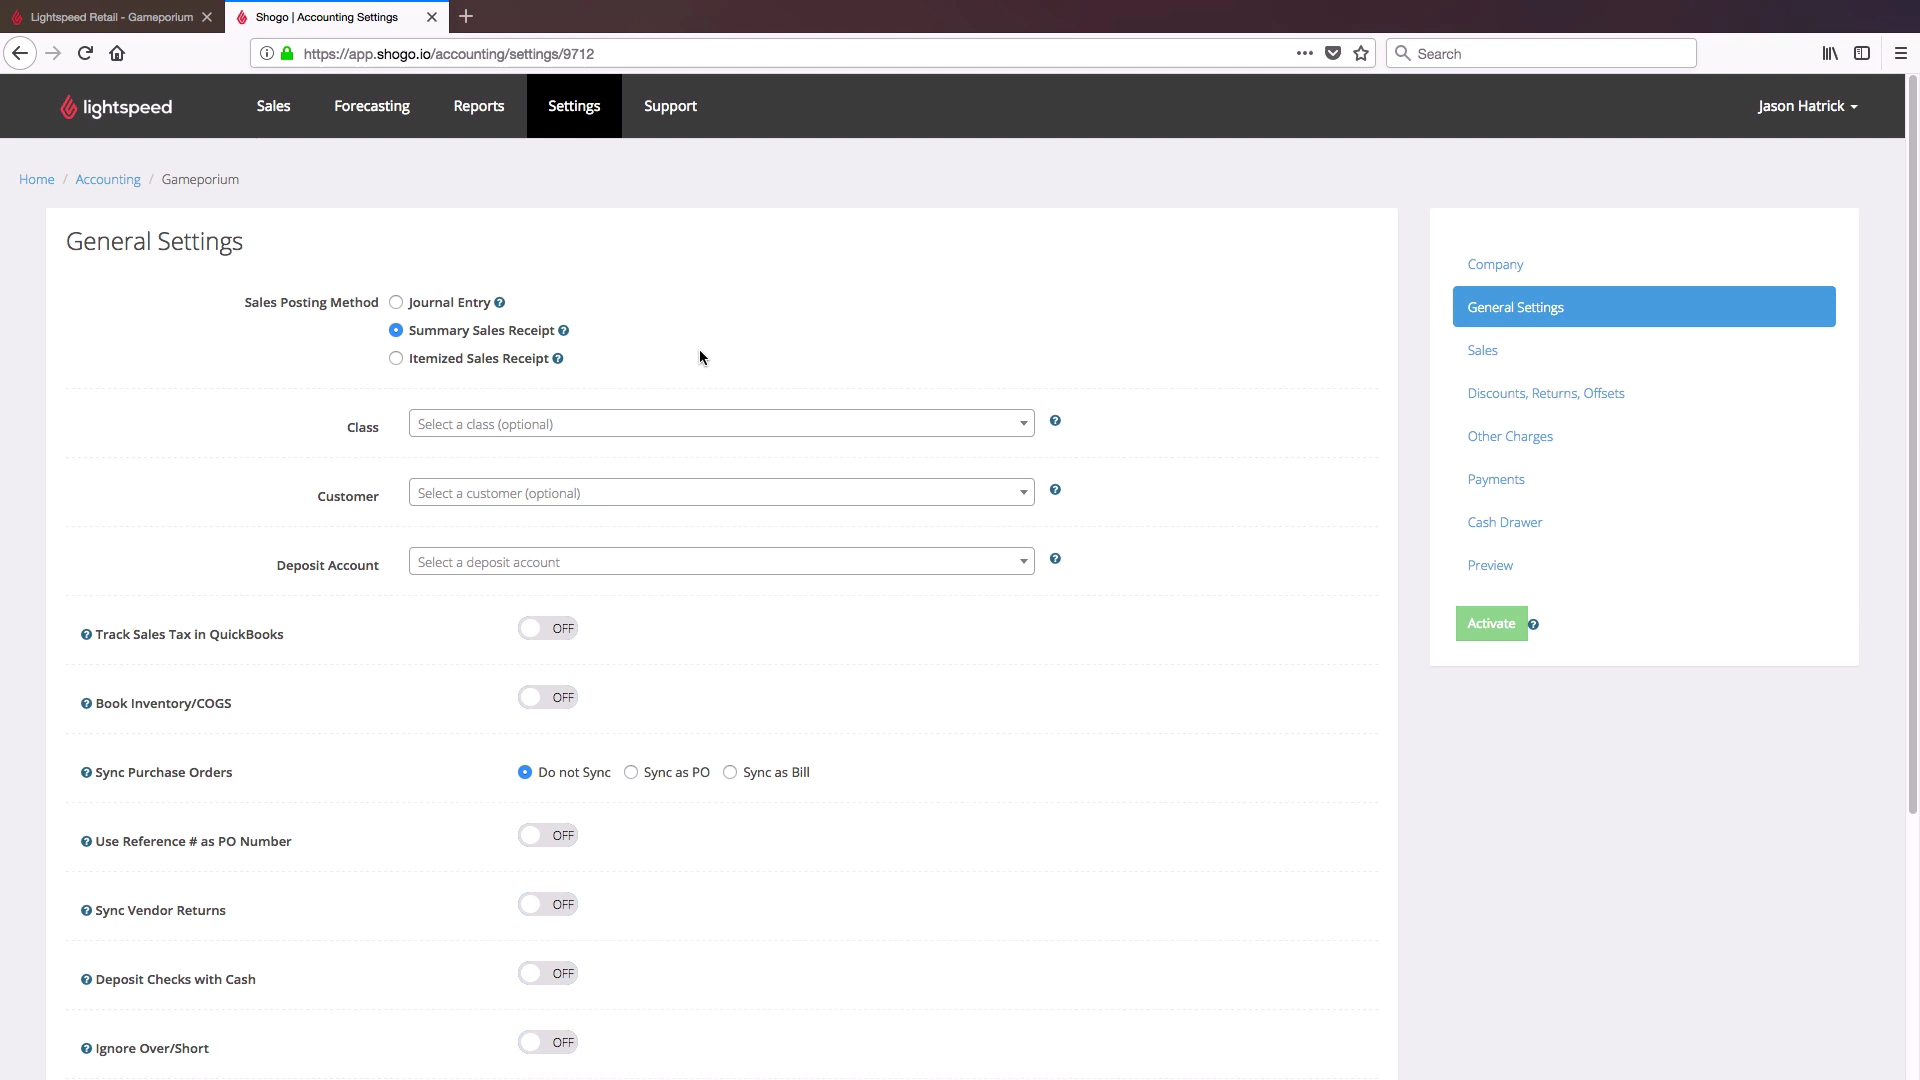 Lightspeed Retail - Gameporium
Shogo | Accounting Settings
https://app.shogo.io/accounting/settings/9712
Search
lightspeed
Sales
Forecasting
Reports
Settings
Support
Jason Hatrick
Home / Accounting / Gameporium
General Settings
Sales Posting Method
Journal Entry
Summary Sales Receipt
Itemized Sales Receipt
Class
Select a class (optional)
Customer
Select a customer (optional)
Deposit Account
Select a deposit account
Track Sales Tax in QuickBooks
OFF
Book Inventory/COGS
OFF
Sync Purchase Orders
Do not Sync
Sync as PO
Sync as Bill
Use Reference # as PO Number
OFF
Sync Vendor Returns
OFF
Deposit Checks with Cash
OFF
Ignore Over/Short
OFF
Company
General Settings
Sales
Discounts, Returns, Offsets
Other Charges
Payments
Cash Drawer
Preview
Activate